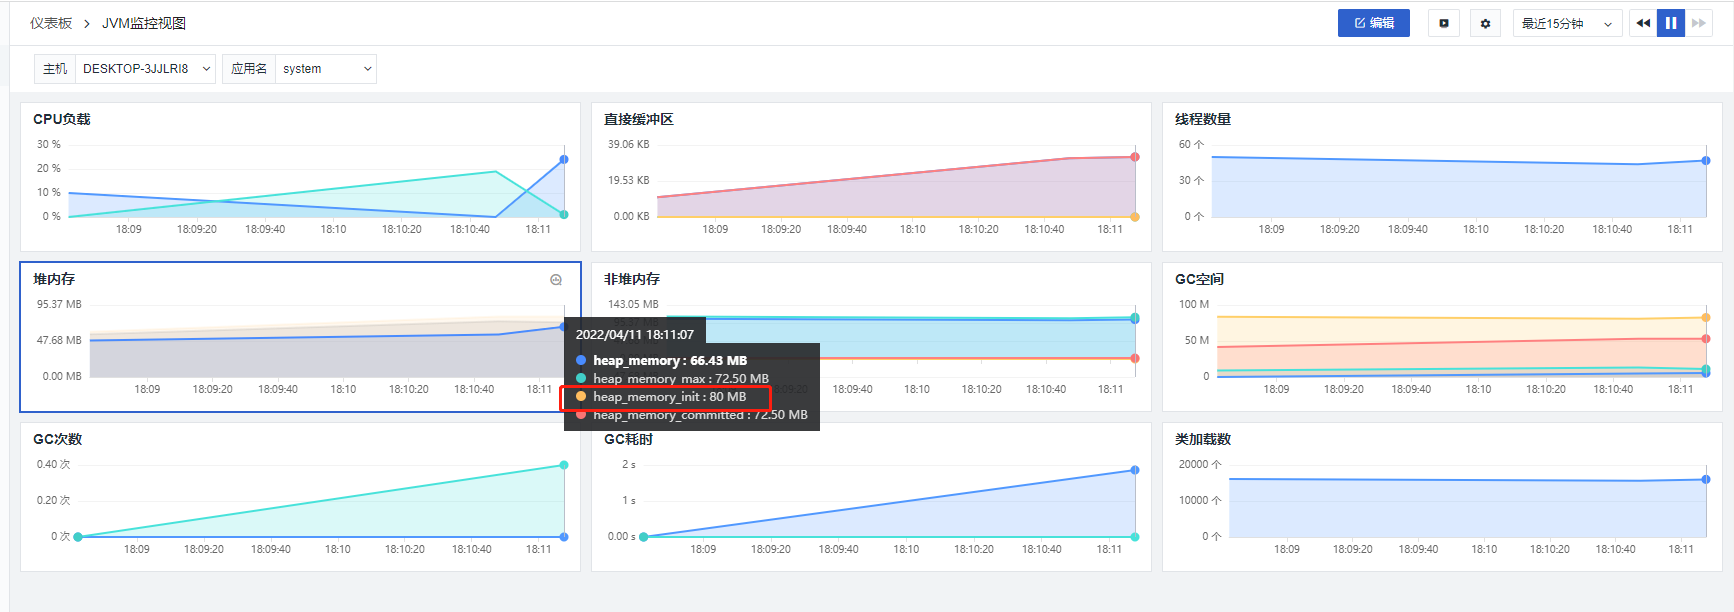 仪表板 > JVM监控视图
编辑
最近15分钟
主机 DESKTOP-3JJLRI8 应用名 system
CPU负载
30 %
20 %
10 %
0 %
18:09 18:09:20 18:09:40 18:10 18:10:20 18:10:40 18:11
直接缓冲区
39.06 KB
19.53 KB
0.00 KB
18:09 18:09:20 18:09:40 18:10 18:10:20 18:10:40 18:11
线程数量
60 个
30 个
0 个
18:09 18:09:20 18:09:40 18:10 18:10:20 18:10:40 18:11
堆内存
95.37 MB
47.68 MB
0.00 MB
18:09 18:09:20 18:09:40 18:10 18:10:20 18:10:40 18:11
2022/04/11 18:11:07
heap_memory : 66.43 MB
heap_memory_max : 72.50 MB
heap_memory_init : 80 MB
heap_memory_committed : 72.50 MB
非堆内存
143.05 MB
18:09:40 18:10 18:10:20 18:10:40 18:11
GC空间
100 M
50 M
0
18:09 18:09:20 18:09:40 18:10 18:10:20 18:10:40 18:11
GC次数
0.40 次
0.20 次
0 次
18:09 18:09:20 18:09:40 18:10 18:10:20 18:10:40 18:11
GC耗时
2 s
1 s
0.00 s
18:09 18:09:20 18:09:40 18:10 18:10:20 18:10:40 18:11
类加载数
20000 个
10000 个
0 个
18:09 18:09:20 18:09:40 18:10 18:10:20 18:10:40 18:11